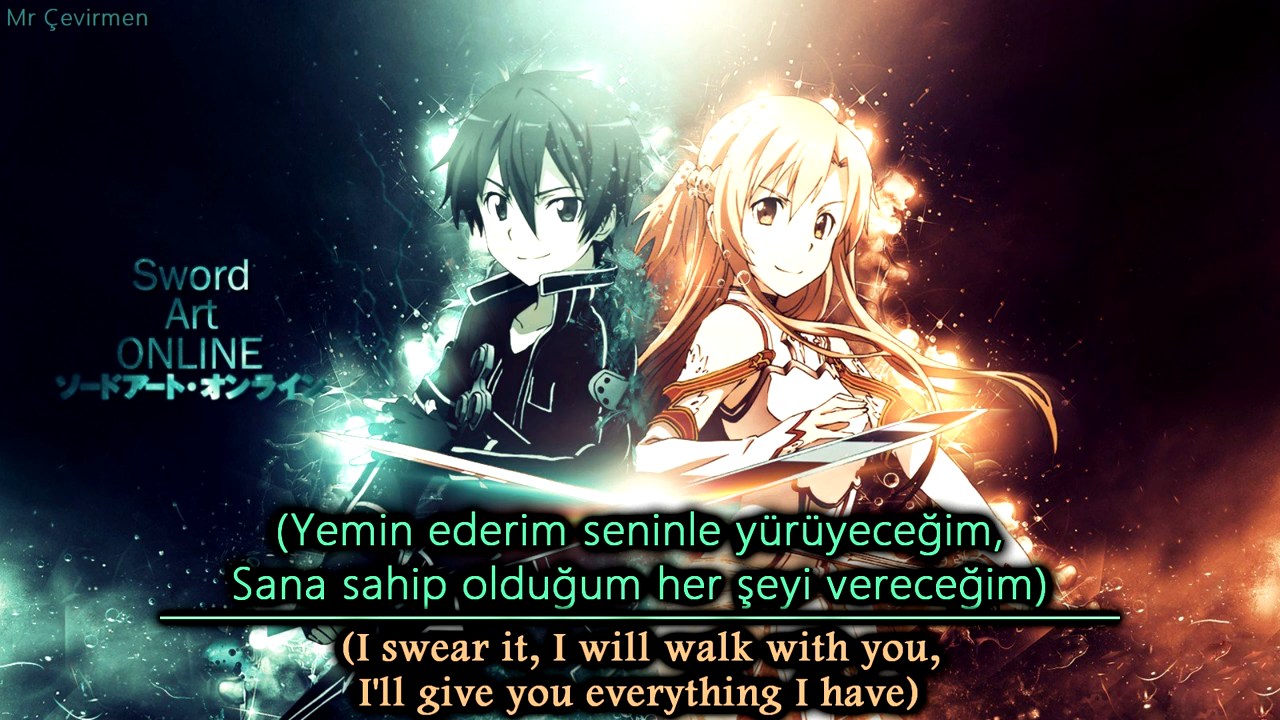 Mr Çevirmen
Sword
Art
ONLINE
ソードアート・オンライン
(Yemin ederim seninle yürüyeceğim,
Sana sahip olduğum her şeyi vereceğim)
(I swear it, I will walk with you,
I'll give you everything I have)